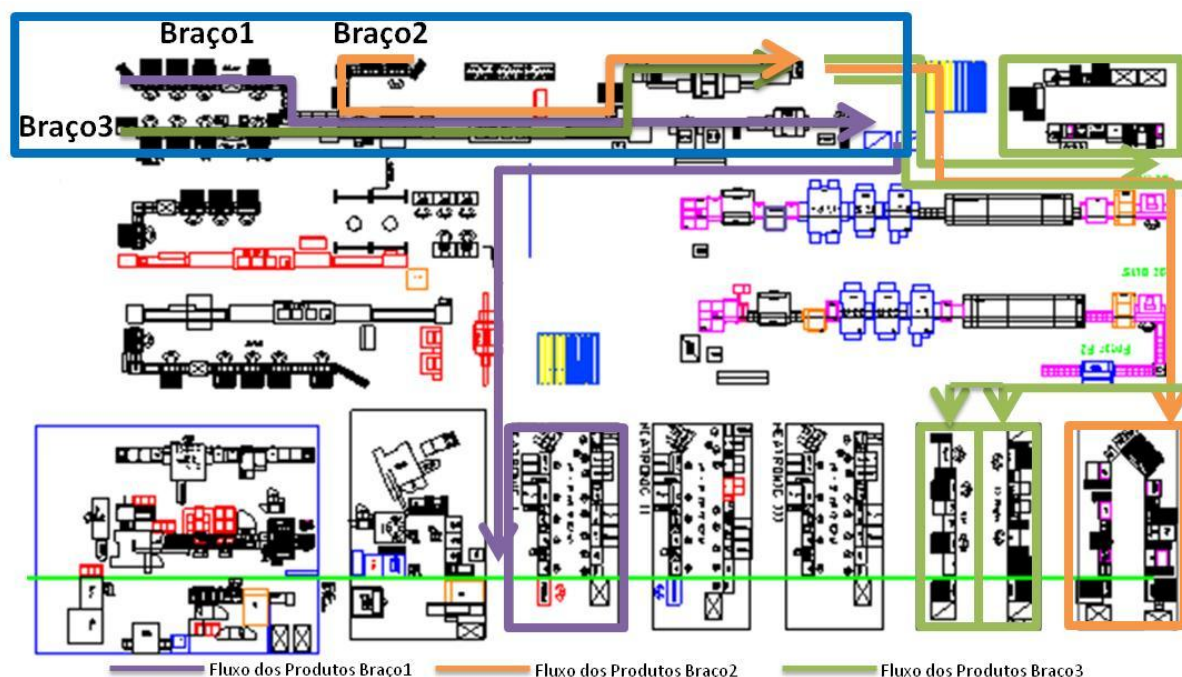 Braço1
Braço2
Braço3
Fluxo dos Produtos Braço1
Fluxo dos Produtos Braco2
Fluxo dos Produtos Braco3